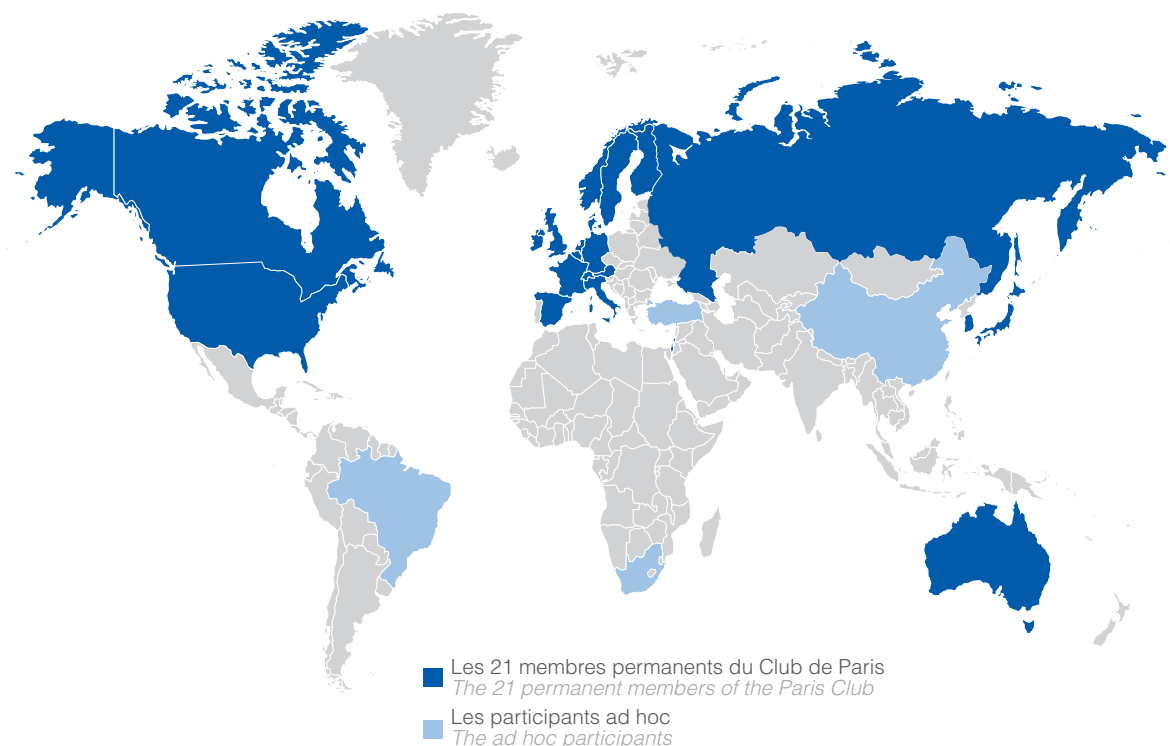 Les 21 membres permanents du Club de Paris
The 21 permanent members of the Paris Club
Les participants ad hoc
The ad hoc participants